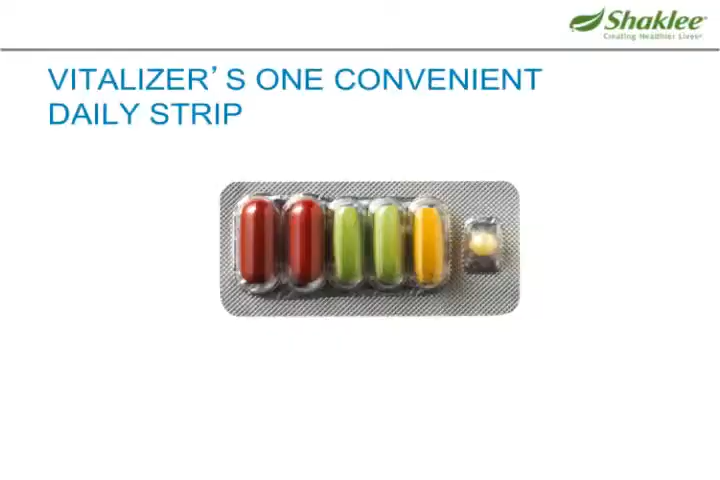 Shaklee®
Creating Healthier Lives®
VITALIZER’S ONE CONVENIENT
DAILY STRIP